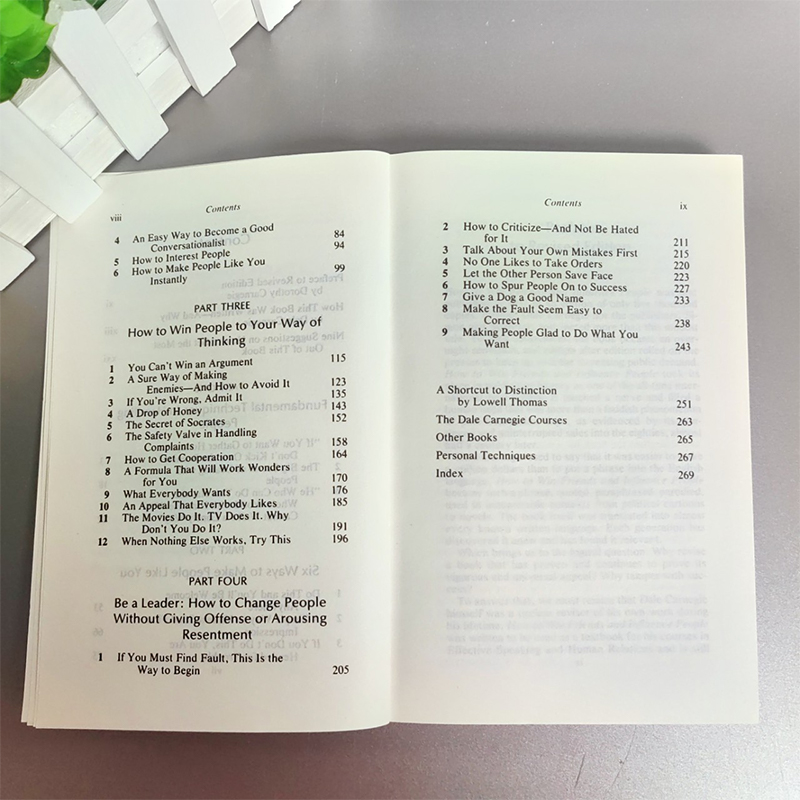 viii
Contents
4 An Easy Way to Become a Good
Conversationalist 84
5 How to Interest People 94
6 How to Make People Like You
Instantly 99
PART THREE
How to Win People to Your Way of
Thinking
1 You Can't Win an Argument 115
2 A Sure Way of Making
Enemies—And How to Avoid It 123
3 If You're Wrong, Admit It 135
4 A Drop of Honey 143
5 The Secret of Socrates 152
6 The Safety Valve in Handling
Complaints 158
7 How to Get Cooperation 164
8 A Formula That Will Work Wonders
for You 170
9 What Everybody Wants 176
10 An Appeal That Everybody Likes 185
11 The Movies Do It. TV Does It. Why
Don't You Do It? 191
12 When Nothing Else Works, Try This 196
PART FOUR
Be a Leader: How to Change People
Without Giving Offense or Arousing
Resentment
1 If You Must Find Fault, This Is the
Way to Begin 205
Contents
ix
2 How to Criticize—And Not Be Hated
for It 211
3 Talk About Your Own Mistakes First 215
4 No One Likes to Take Orders 220
5 Let the Other Person Save Face 223
6 How to Spur People On to Success 227
7 Give a Dog a Good Name 233
8 Make the Fault Seem Easy to
Correct 238
9 Making People Glad to Do What You
Want 243
A Shortcut to Distinction
by Lowell Thomas 251
The Dale Carnegie Courses 263
Other Books 265
Personal Techniques 267
Index 269